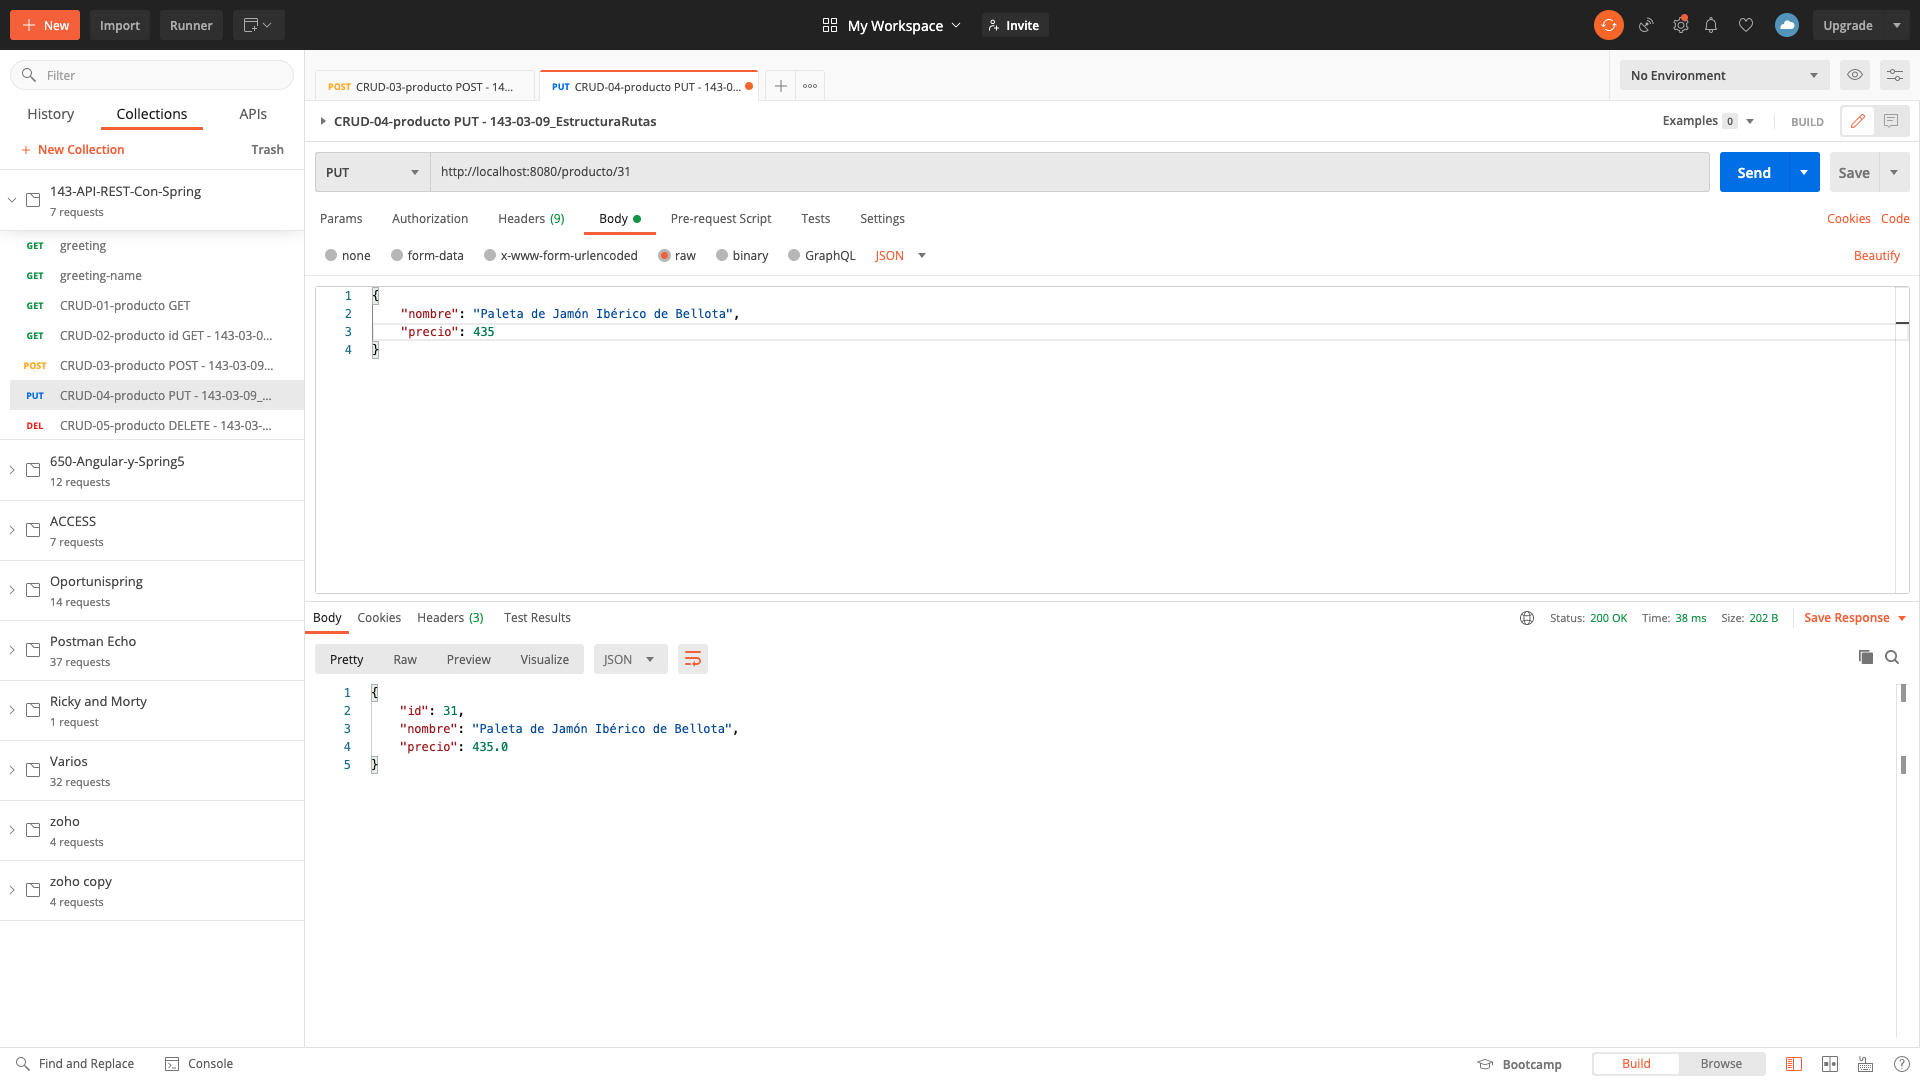 New
Import
Runner
My Workspace
Invite
Upgrade
Filter
History
Collections
APIs
New Collection
Trash
143-API-REST-Con-Spring
7 requests
GET greeting
GET greeting-name
GET CRUD-01-producto GET
GET CRUD-02-producto id GET - 143-03-0...
POST CRUD-03-producto POST - 143-03-09...
PUT CRUD-04-producto PUT - 143-03-09_...
DEL CRUD-05-producto DELETE - 143-03-...
650-Angular-y-Spring5
12 requests
ACCESS
7 requests
Oportunispring
14 requests
Postman Echo
37 requests
Ricky and Morty
1 request
Varios
32 requests
zoho
4 requests
zoho copy
4 requests
POST CRUD-03-producto POST - 14...
PUT CRUD-04-producto PUT - 143-0...
No Environment
CRUD-04-producto PUT - 143-03-09_EstructuraRutas
Examples 0
BUILD
PUT
http://localhost:8080/producto/31
Send
Save
Params
Authorization
Headers (9)
Body
Pre-request Script
Tests
Settings
Cookies
Code
none
form-data
x-www-form-urlencoded
raw
binary
GraphQL
JSON
Beautify
1 {
2 "nombre": "Paleta de Jamón Ibérico de Bellota",
3 "precio": 435
4 }
Body
Cookies
Headers (3)
Test Results
Status: 200 OK
Time: 38 ms
Size: 202 B
Save Response
Pretty
Raw
Preview
Visualize
JSON
1 {
2 "id": 31,
3 "nombre": "Paleta de Jamón Ibérico de Bellota",
4 "precio": 435.0
5 }
Find and Replace
Console
Bootcamp
Build
Browse